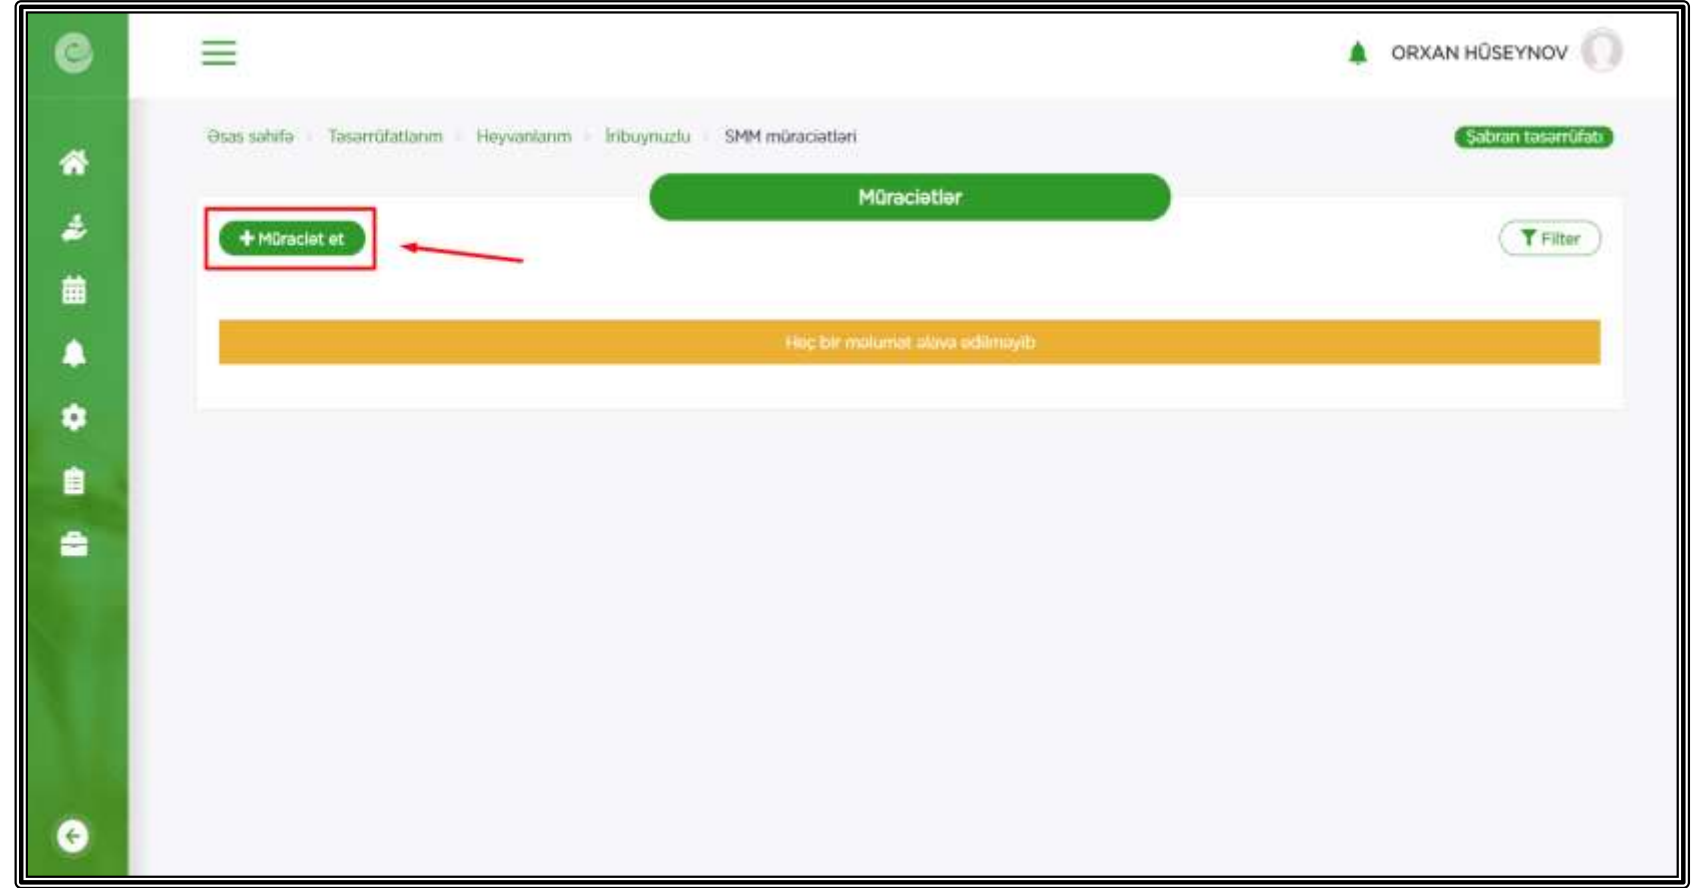 ORXAN HÜSEYNOV
Əsas səhifə Təsərrüfatlarım Heyvanlarım İribuynuzlu SMM müraciətləri
Şabran təsərrüfatı
Müraciətlər
+ Müraciət et
Filter
Heç bir məlumat əlavə edilməyib